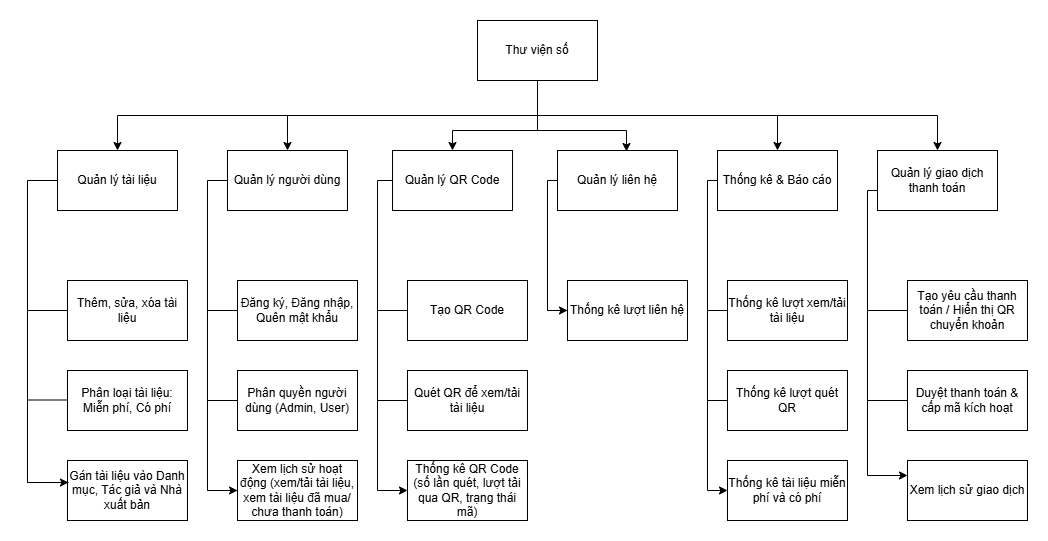 Thư viện số
Quản lý tài liệu
Quản lý người dùng
Quản lý QR Code
Quản lý liên hệ
Thống kê & Báo cáo
Quản lý giao dịch
thanh toán
Thêm, sửa, xóa tài
liệu
Đăng ký, Đăng nhập,
Quên mật khẩu
Tạo QR Code
Thống kê lượt liên hệ
Thống kê lượt xem/tải
tài liệu
Tạo yêu cầu thanh
toán / Hiển thị QR
chuyển khoản
Phân loại tài liệu:
Miễn phí, Có phí
Phân quyền người
dùng (Admin, User)
Quét QR để xem/tải
tài liệu
Thống kê lượt quét
QR
Duyệt thanh toán &
cấp mã kích hoạt
Gán tài liệu vào Danh
mục, Tác giả và Nhà
xuất bản
Xem lịch sử hoạt
động (xem/tải tài liệu,
xem tài liệu đã mua/
chưa thanh toán)
Thống kê QR Code
(số lần quét, lượt tải
qua QR, trạng thái
mã)
Thống kê tài liệu miễn
phí và có phí
Xem lịch sử giao dịch